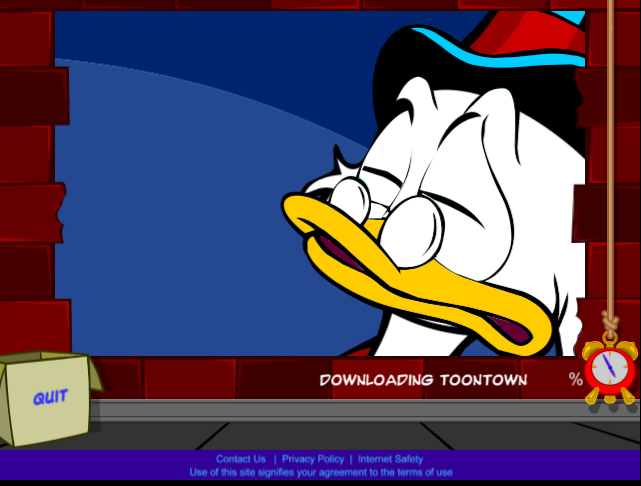 DOWNLOADING TOONTOWN %
QUIT
Contact Us | Privacy Policy | Internet Safety
Use of this site signifies your agreement to the terms of use